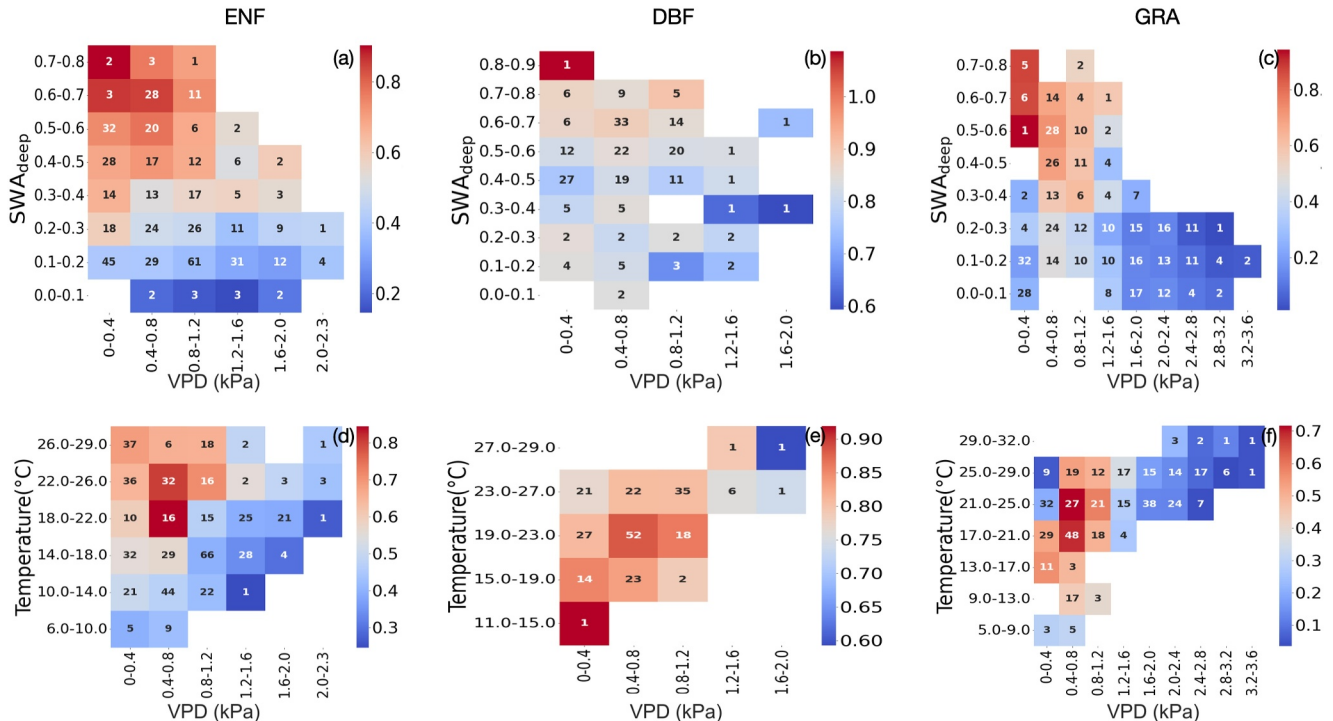 ENF
DBF
GRA
(a)
SWAdeep
0.7-0.8 2 3 1
0.6-0.7 3 28 11
0.5-0.6 32 20 6 2
0.4-0.5 28 17 12 6 2
0.3-0.4 14 13 17 5 3
0.2-0.3 18 24 26 11 9 1
0.1-0.2 45 29 61 31 12 4
0.0-0.1 2 3 3 2
0-0.4 0.4-0.8 0.8-1.2 1.2-1.6 1.6-2.0 2.0-2.3
VPD (kPa)
0.8
0.6
0.4
0.2
(b)
SWAdeep
0.8-0.9 1
0.7-0.8 6 9 5
0.6-0.7 6 33 14 1
0.5-0.6 12 22 20 1
0.4-0.5 27 19 11 1
0.3-0.4 5 5 1 1
0.2-0.3 2 2 2 2
0.1-0.2 4 5 3 2
0.0-0.1 2
0-0.4 0.4-0.8 0.8-1.2 1.2-1.6 1.6-2.0
VPD (kPa)
1.0
0.9
0.8
0.7
0.6
(c)
SWAdeep
0.7-0.8 5 2
0.6-0.7 6 14 4 1
0.5-0.6 1 28 10 2
0.4-0.5 26 11 4
0.3-0.4 2 13 6 4 7
0.2-0.3 4 24 12 10 15 16 11 1
0.1-0.2 32 14 10 10 16 13 11 4 2
0.0-0.1 28 8 17 12 4 2
0-0.4 0.4-0.8 0.8-1.2 1.2-1.6 1.6-2.0 2.0-2.4 2.4-2.8 2.8-3.2 3.2-3.6
VPD (kPa)
0.8
0.6
0.4
0.2
(d)
Temperature(°C)
26.0-29.0 37 6 18 2 1
22.0-26.0 36 32 16 2 3 3
18.0-22.0 10 16 15 25 21 1
14.0-18.0 32 29 66 28 4
10.0-14.0 21 44 22 1
6.0-10.0 5 9
0-0.4 0.4-0.8 0.8-1.2 1.2-1.6 1.6-2.0 2.0-2.3
VPD (kPa)
0.8
0.7
0.6
0.5
0.4
0.3
(e)
Temperature(°C)
27.0-29.0 1 1
23.0-27.0 21 22 35 6 1
19.0-23.0 27 52 18
15.0-19.0 14 23 2
11.0-15.0 1
0-0.4 0.4-0.8 0.8-1.2 1.2-1.6 1.6-2.0
VPD (kPa)
0.90
0.85
0.80
0.75
0.70
0.65
0.60
(f)
Temperature(°C)
29.0-32.0 3 2 1 1
25.0-29.0 9 19 12 17 15 14 17 6 1
21.0-25.0 32 27 21 15 38 24 7
17.0-21.0 29 48 18 4
13.0-17.0 11 3
9.0-13.0 17 3
5.0-9.0 3 5
0-0.4 0.4-0.8 0.8-1.2 1.2-1.6 1.6-2.0 2.0-2.4 2.4-2.8 2.8-3.2 3.2-3.6
VPD (kPa)
0.7
0.6
0.5
0.4
0.3
0.2
0.1